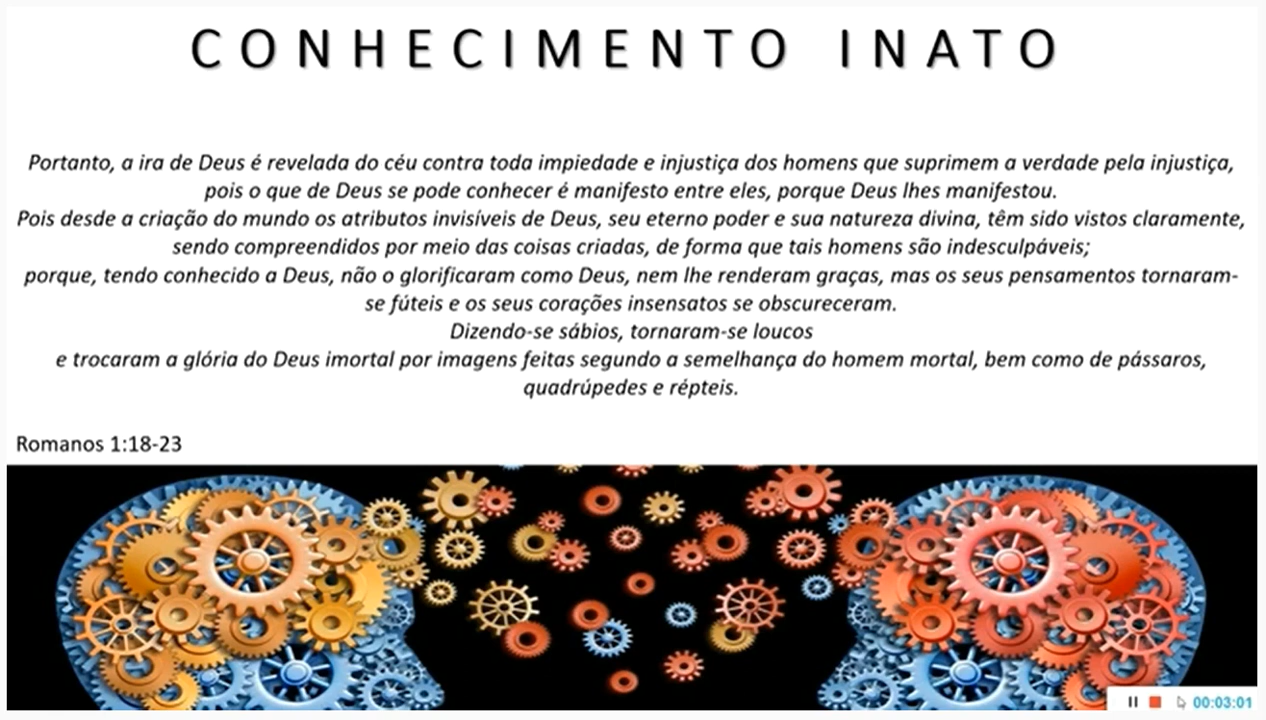 CONHECIMENTO INATO
Portanto, a ira de Deus é revelada do céu contra toda impiedade e injustiça dos homens que suprimem a verdade pela injustiça,
pois o que de Deus se pode conhecer é manifesto entre eles, porque Deus lhes manifestou.
Pois desde a criação do mundo os atributos invisíveis de Deus, seu eterno poder e sua natureza divina, têm sido vistos claramente,
sendo compreendidos por meio das coisas criadas, de forma que tais homens são indesculpáveis;
porque, tendo conhecido a Deus, não o glorificaram como Deus, nem lhe renderam graças, mas os seus pensamentos tornaram-
se fúteis e os seus corações insensatos se obscureceram.
Dizendo-se sábios, tornaram-se loucos
e trocaram a glória do Deus imortal por imagens feitas segundo a semelhança do homem mortal, bem como de pássaros,
quadrúpedes e répteis.
Romanos 1:18-23
00:03:01